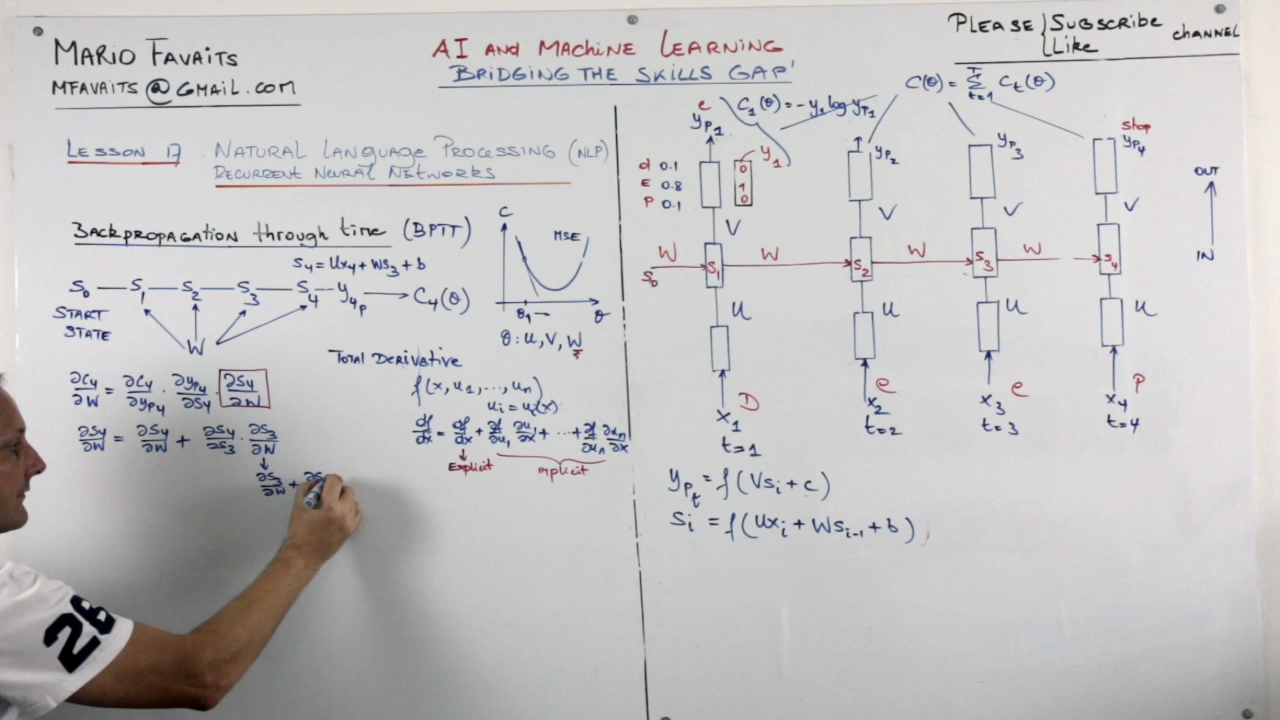 MARIO FAVAITS
MFAVAITS@GMAIL.COM
AI AND MACHINE LEARNING
'BRIDGING THE SKILLS GAP'
PLEASE { SUBSCRIBE CHANNEL
LIKE
LESSON 17 NATURAL LANGUAGE PROCESSING (NLP)
RECURRENT NEURAL NETWORKS
BACKPROPAGATION through time (BPTT)
S₄ = Ux₄ + WS₃ + b
S₀ — S₁ — S₂ — S₃ — S₄ — y₄ₚ → C₄(θ)
START
STATE
W
C
MSE
θ₁ →
θ
θ: U, V, W
∂C₄/∂W = ∂C₄/∂yp₄ · ∂yp₄/∂S₄ · ∂S₄/∂W
∂S₄/∂W = ∂S₄/∂W + ∂S₄/∂S₃ · ∂S₃/∂W
↓
∂S₃/∂W + ∂S
TOTAL DERIVATIVE
f(x, u₁, ..., uₙ)
uᵢ = uᵢ(x)
df/dx = ∂f/∂x + ∂f/∂u₁ ∂u₁/∂x + ... + ∂f/∂uₙ ∂uₙ/∂x
Explicit
implicit
C(θ) = Σ t=1 T Cₜ(θ)
e
C₁(θ) = -y₁ log yp₁
yp₁
yp₂
yp₃
stop
yp₄
d 0.1
E 0.8
P 0.1
0
1
0
y₁
OUT
IN
V V V V
W W W W
S₀ S₁ S₂ S₃ S₄
U U U U
D e e P
x₁ x₂ x₃ x₄
t=1 t=2 t=3 t=4
ypₜ = f(VSᵢ + c)
Sᵢ = f(Uxᵢ + WSᵢ₋₁ + b)
26